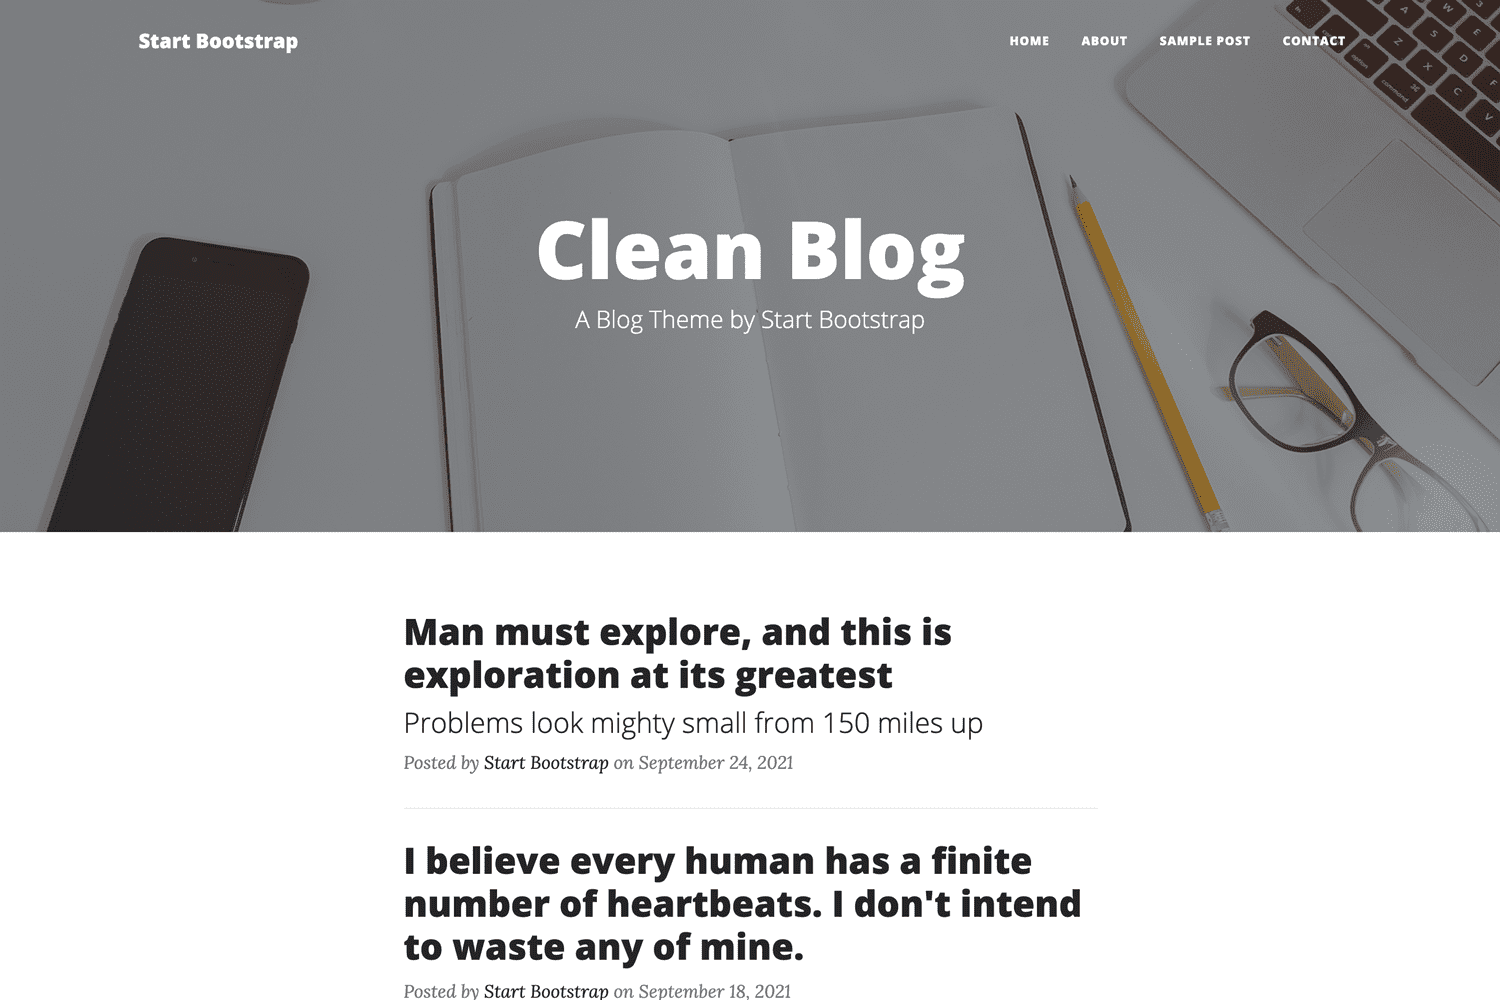 Start Bootstrap
HOME ABOUT SAMPLE POST CONTACT
Clean Blog
A Blog Theme by Start Bootstrap
option
command
A
Z
S
X
D
C
F
V
W
E
3
Man must explore, and this is
exploration at its greatest
Problems look mighty small from 150 miles up
Posted by Start Bootstrap on September 24, 2021
I believe every human has a finite
number of heartbeats. I don't intend
to waste any of mine.
Posted by Start Bootstrap on September 18, 2021